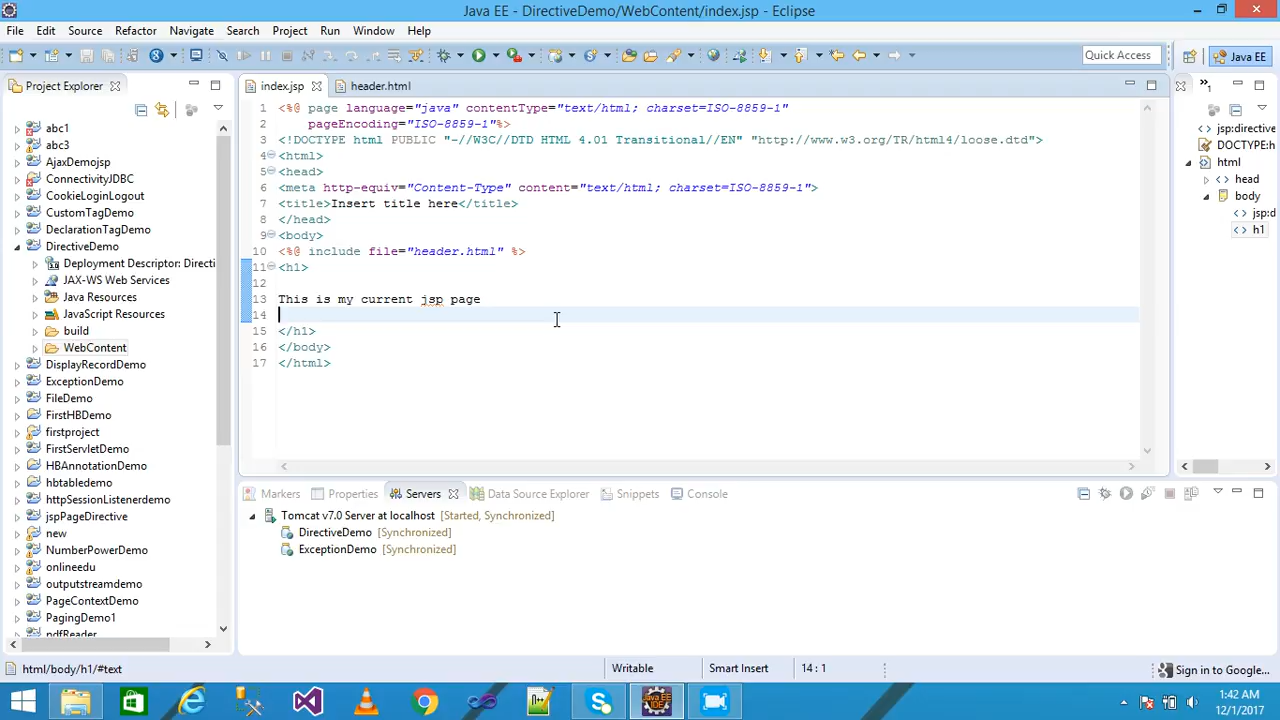 Java EE - DirectiveDemo/WebContent/index.jsp - Eclipse
File Edit Source Refactor Navigate Search Project Run Window Help
Quick Access
Java EE
Project Explorer
abc1
abc3
AjaxDemojsp
ConnectivityJDBC
CookieLoginLogout
CustomTagDemo
DeclarationTagDemo
DirectiveDemo
Deployment Descriptor: Directi
JAX-WS Web Services
Java Resources
JavaScript Resources
build
WebContent
DisplayRecordDemo
ExceptionDemo
FileDemo
FirstHBDemo
firstproject
FirstServletDemo
HBAnnotationDemo
hbtabledemo
httpSessionListenerdemo
jspPageDirective
new
NumberPowerDemo
onlineedu
outputstreamdemo
PageContextDemo
PagingDemo1
pdfReader
index.jsp header.html
1 <%@ page language="java" contentType="text/html; charset=ISO-8859-1"
2 pageEncoding="ISO-8859-1"%>
3 <!DOCTYPE html PUBLIC "-//W3C//DTD HTML 4.01 Transitional//EN" "http://www.w3.org/TR/html4/loose.dtd">
4 <html>
5 <head>
6 <meta http-equiv="Content-Type" content="text/html; charset=ISO-8859-1">
7 <title>Insert title here</title>
8 </head>
9 <body>
10 <%@ include file="header.html" %>
11 <h1>
12
13 This is my current jsp page
14
15 </h1>
16 </body>
17 </html>
jsp:directive
DOCTYPE:h
html
head
body
jsp:d
h1
Markers Properties Servers Data Source Explorer Snippets Console
Tomcat v7.0 Server at localhost [Started, Synchronized]
DirectiveDemo [Synchronized]
ExceptionDemo [Synchronized]
html/body/h1/#text
Writable
Smart Insert
14 : 1
Sign in to Google...
1:42 AM
12/1/2017